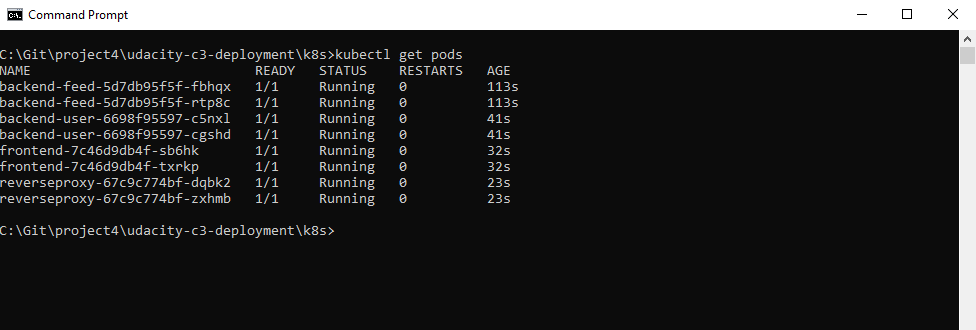 Command Prompt
C:\Git\project4\udacity-c3-deployment\k8s>kubectl get pods
NAME READY STATUS RESTARTS AGE
backend-feed-5d7db95f5f-fbhqx 1/1 Running 0 113s
backend-feed-5d7db95f5f-rtp8c 1/1 Running 0 113s
backend-user-6698f95597-c5nxl 1/1 Running 0 41s
backend-user-6698f95597-cgshd 1/1 Running 0 41s
frontend-7c46d9db4f-sb6hk 1/1 Running 0 32s
frontend-7c46d9db4f-txrkp 1/1 Running 0 32s
reverseproxy-67c9c774bf-dqbk2 1/1 Running 0 23s
reverseproxy-67c9c774bf-zxhmb 1/1 Running 0 23s
C:\Git\project4\udacity-c3-deployment\k8s>